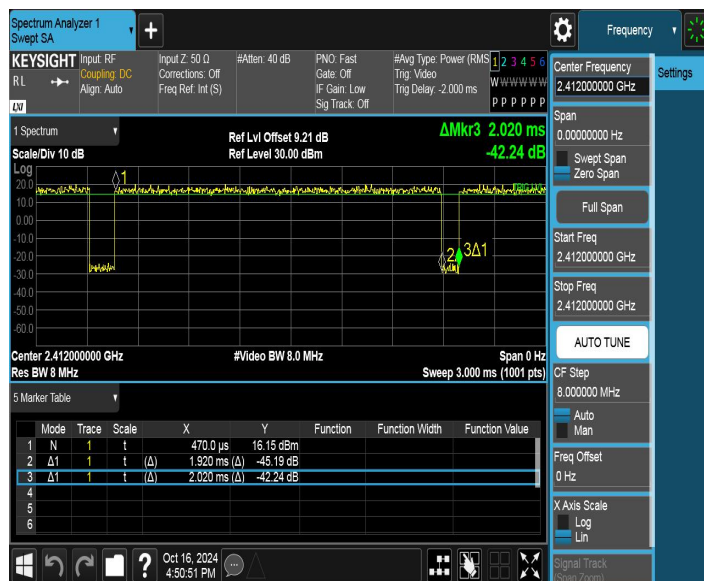 Spectrum Analyzer 1
Swept SA
Frequency
KEYSIGHT
RL
LXI
Input: RF
Coupling: DC
Align: Auto
Input Z: 50 Ω
Corrections: Off
Freq Ref: Int (S)
#Atten: 40 dB
PNO: Fast
Gate: Off
IF Gain: Low
Sig Track: Off
#Avg Type: Power (RMS
Trig: Video
Trig Delay: -2.000 ms
1 2 3 4 5 6
W W W W W W
P P P P P P
1 Spectrum
Scale/Div 10 dB
Ref Lvl Offset 9.21 dB
Ref Level 30.00 dBm
ΔMkr3 2.020 ms
-42.24 dB
Log
20.0
10.0
0.00
-10.0
-20.0
-30.0
-40.0
-50.0
-60.0
1
2
3Δ1
Center 2.412000000 GHz
#Video BW 8.0 MHz
Span 0 Hz
Res BW 8 MHz
Sweep 3.000 ms (1001 pts)
5 Marker Table
Mode Trace Scale X Y Function Function Width Function Value
1 N 1 t 470.0 µs 16.15 dBm
2 Δ1 1 t (Δ) 1.920 ms (Δ) -45.19 dB
3 Δ1 1 t (Δ) 2.020 ms (Δ) -42.24 dB
4
5
6
Oct 16, 2024
4:50:51 PM
Center Frequency
2.412000000 GHz
Span
0.00000000 Hz
Swept Span
Zero Span
Full Span
Start Freq
2.412000000 GHz
Stop Freq
2.412000000 GHz
AUTO TUNE
CF Step
8.000000 MHz
Auto
Man
Freq Offset
0 Hz
X Axis Scale
Log
Lin
Signal Track
(Span Zoom)
Settings